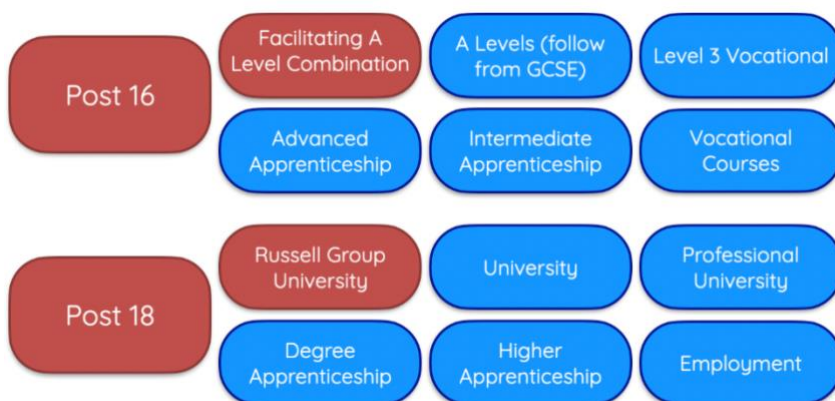 Post 16
Facilitating A
Level Combination
A Levels (follow
from GCSE)
Level 3 Vocational
Advanced
Apprenticeship
Intermediate
Apprenticeship
Vocational
Courses
Post 18
Russell Group
University
University
Professional
University
Degree
Apprenticeship
Higher
Apprenticeship
Employment